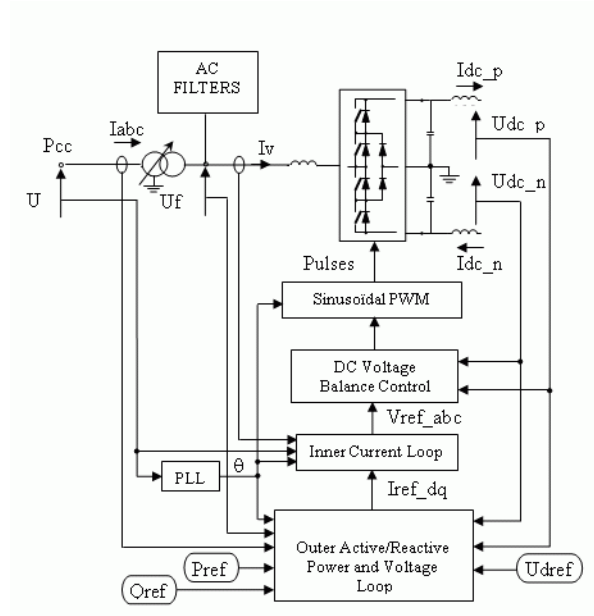 AC
FILTERS
Idc_p
Iabc
Pcc
Iv
Udc_p
U
Uf
Udc_n
Idc_n
Pulses
Sinusoïdal PWM
DC Voltage
Balance Control
Vref_abc
Inner Current Loop
PLL
θ
Iref_dq
Outer Active/Reactive
Power and Voltage
Loop
Pref
Qref
Udref